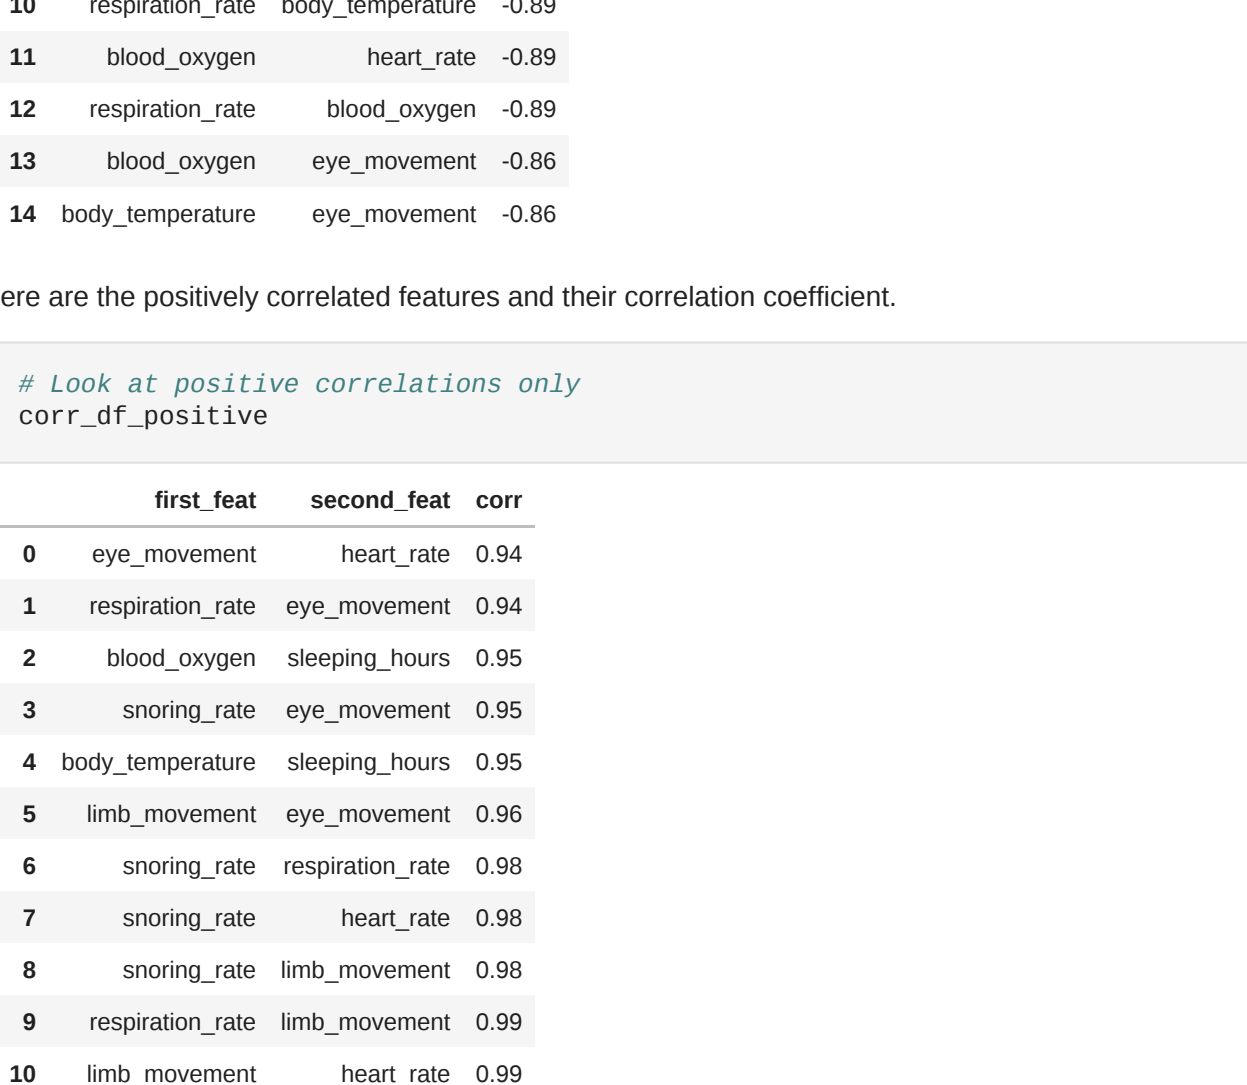 10 respiration_rate body_temperature -0.89
11 blood_oxygen heart_rate -0.89
12 respiration_rate blood_oxygen -0.89
13 blood_oxygen eye_movement -0.86
14 body_temperature eye_movement -0.86
ere are the positively correlated features and their correlation coefficient.
# Look at positive correlations only
corr_df_positive
first_feat second_feat corr
0 eye_movement heart_rate 0.94
1 respiration_rate eye_movement 0.94
2 blood_oxygen sleeping_hours 0.95
3 snoring_rate eye_movement 0.95
4 body_temperature sleeping_hours 0.95
5 limb_movement eye_movement 0.96
6 snoring_rate respiration_rate 0.98
7 snoring_rate heart_rate 0.98
8 snoring_rate limb_movement 0.98
9 respiration_rate limb_movement 0.99
10 limb_movement heart_rate 0.99